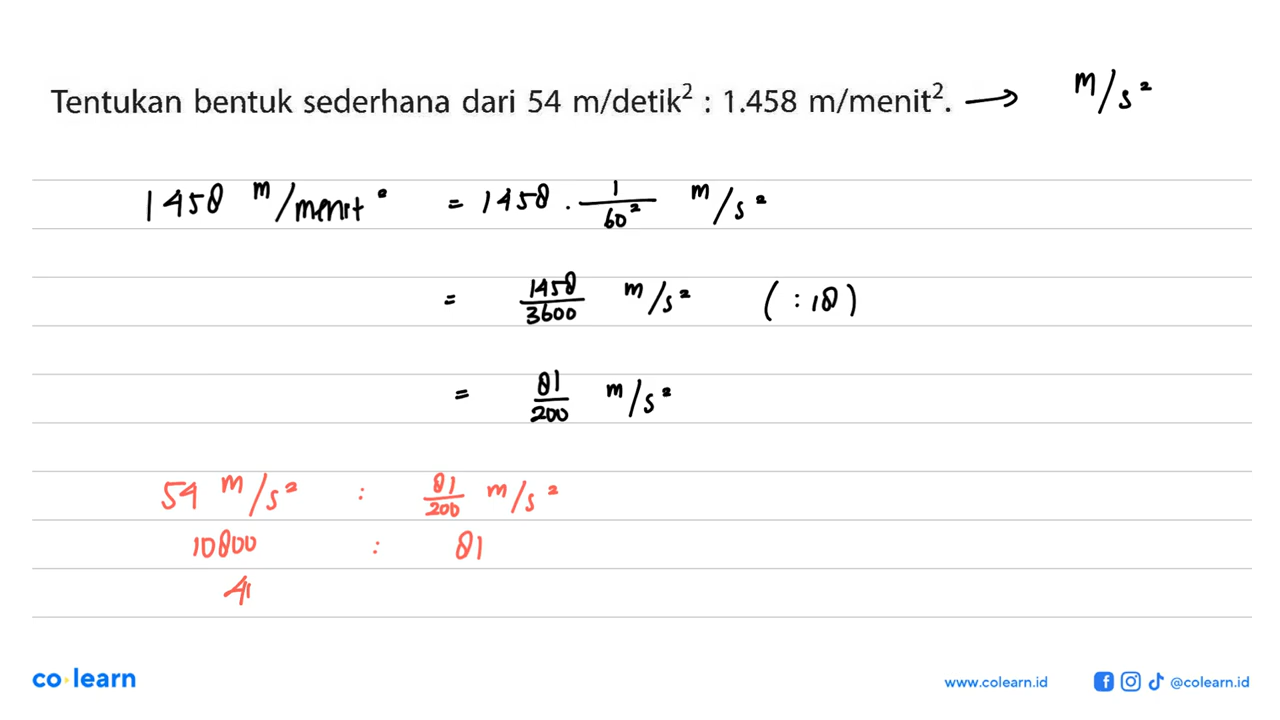 Tentukan bentuk sederhana dari 54 m/detik² : 1.458 m/menit². → m/s²
1458 m/menit² = 1458 . 1/60² m/s²
= 1458/3600 m/s² (:18)
= 81/200 m/s²
54 m/s² : 81/200 m/s²
10800 : 81
co·learn
www.colearn.id
@colearn.id